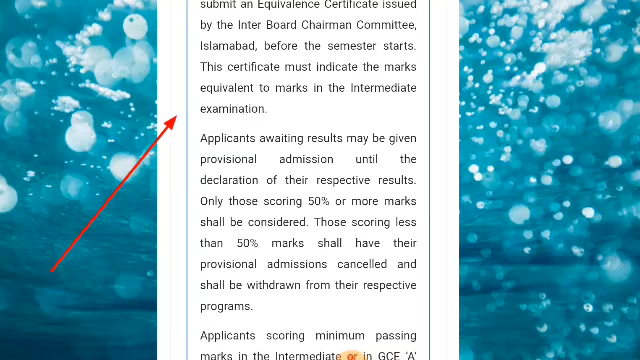 submit an Equivalence Certificate issued
by the Inter Board Chairman Committee,
Islamabad, before the semester starts.
This certificate must indicate the marks
equivalent to marks in the Intermediate
examination.
Applicants awaiting results may be given
provisional admission until the
declaration of their respective results.
Only those scoring 50% or more marks
shall be considered. Those scoring less
than 50% marks shall have their
provisional admissions cancelled and
shall be withdrawn from their respective
programs.
Applicants scoring minimum passing
marks in the Intermediate or in GCE 'A'